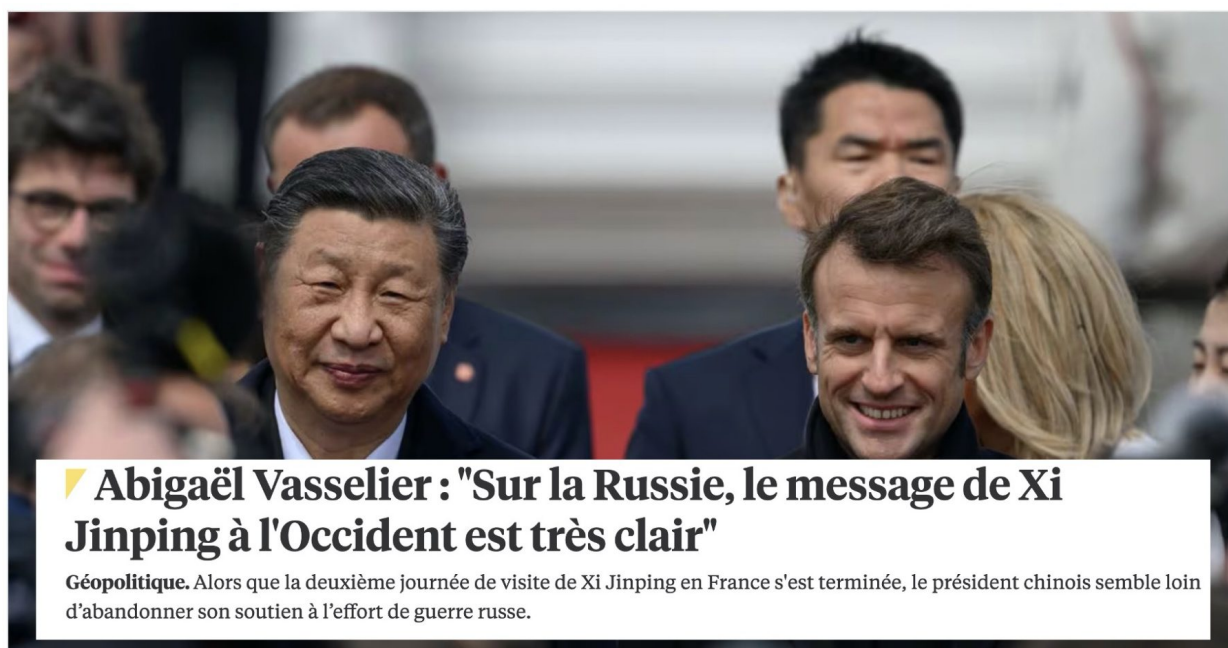 Abigaël Vasselier : "Sur la Russie, le message de Xi
Jinping à l'Occident est très clair"
Géopolitique. Alors que la deuxième journée de visite de Xi Jinping en France s'est terminée, le président chinois semble loin
d’abandonner son soutien à l’effort de guerre russe.